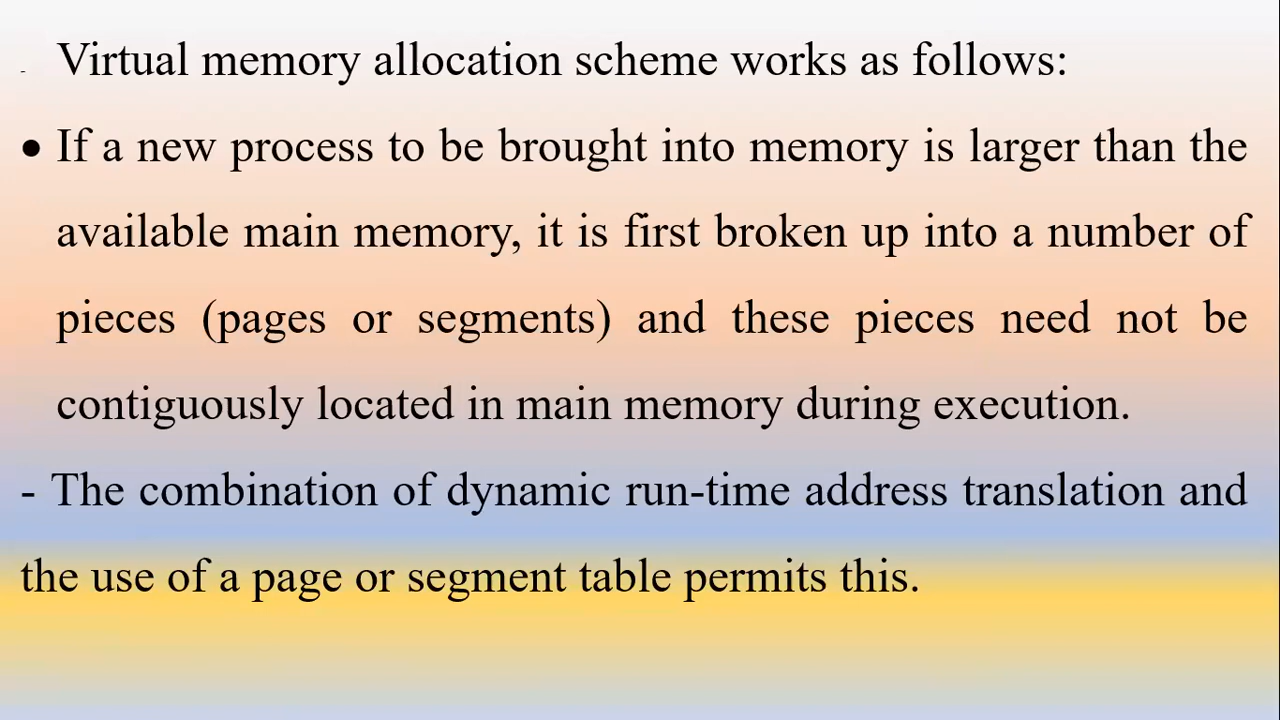 - Virtual memory allocation scheme works as follows:
• If a new process to be brought into memory is larger than the
available main memory, it is first broken up into a number of
pieces (pages or segments) and these pieces need not be
contiguously located in main memory during execution.
- The combination of dynamic run-time address translation and
the use of a page or segment table permits this.